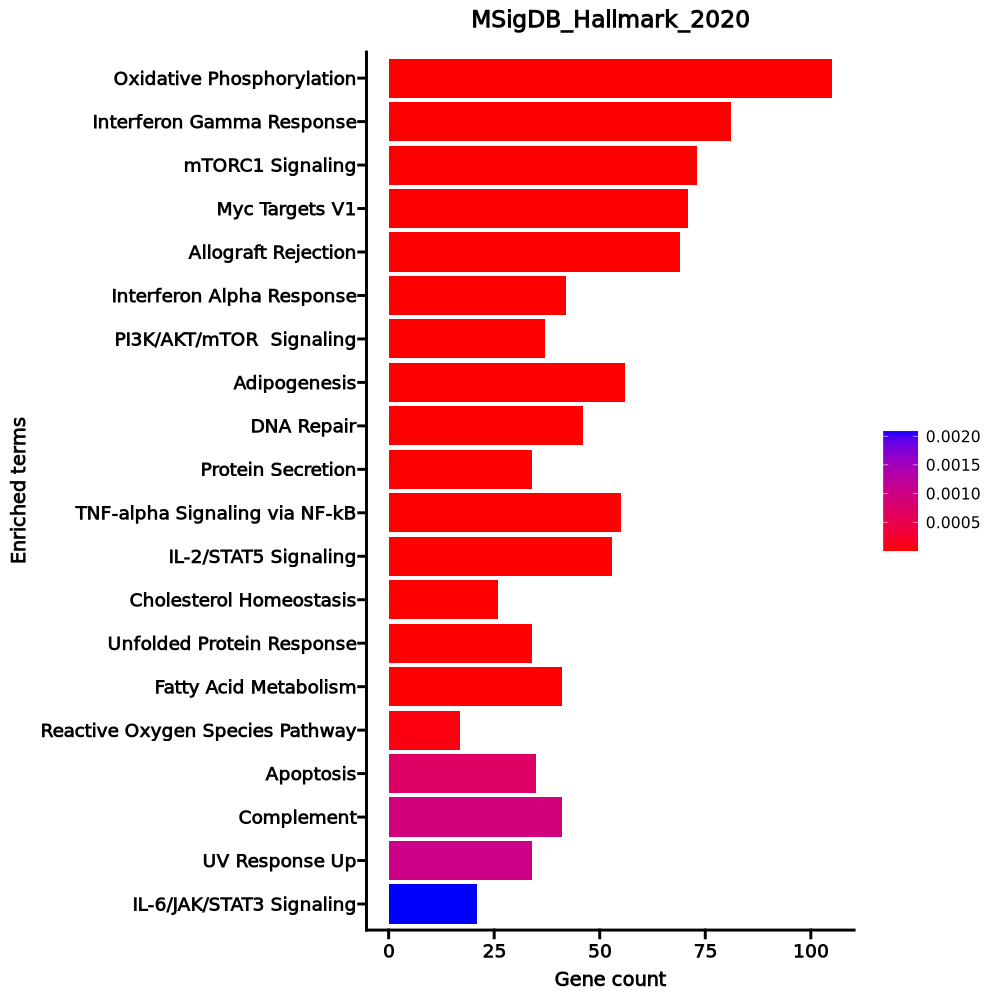 MSigDB_Hallmark_2020
Oxidative Phosphorylation
Interferon Gamma Response
mTORC1 Signaling
Myc Targets V1
Allograft Rejection
Interferon Alpha Response
PI3K/AKT/mTOR  Signaling
Adipogenesis
DNA Repair
Protein Secretion
TNF-alpha Signaling via NF-kB
IL-2/STAT5 Signaling
Cholesterol Homeostasis
Unfolded Protein Response
Fatty Acid Metabolism
Reactive Oxygen Species Pathway
Apoptosis
Complement
UV Response Up
IL-6/JAK/STAT3 Signaling
Enriched terms
0 25 50 75 100
Gene count
0.0020
0.0015
0.0010
0.0005